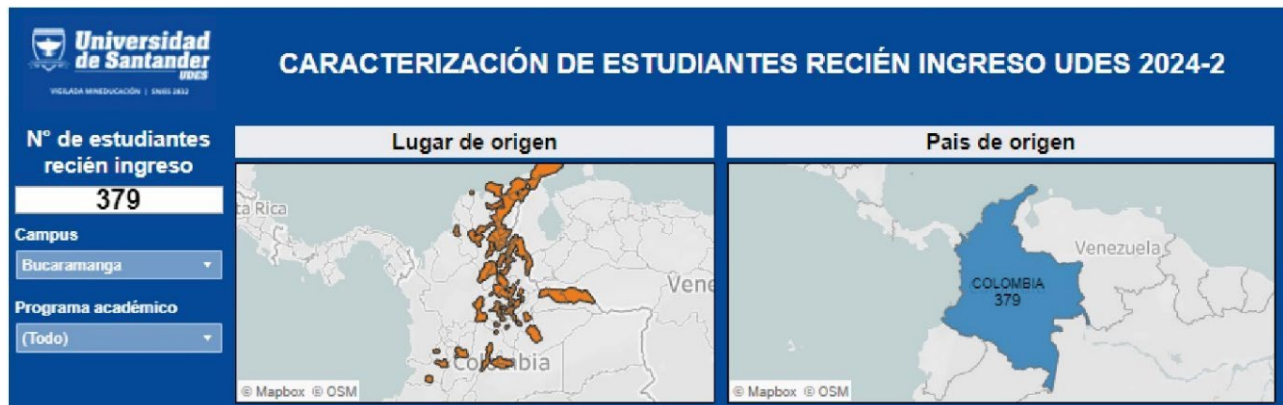 Universidad
de Santander
UDES
VIGILADA MINEDUCACIÓN | SNIES 2832
CARACTERIZACIÓN DE ESTUDIANTES RECIÉN INGRESO UDES 2024-2
N° de estudiantes
recién ingreso
379
Campus
Bucaramanga
Programa académico
(Todo)
Lugar de origen
ta Rica
Vene
Colombia
© Mapbox © OSM
Pais de origen
Venezuela
COLOMBIA
379
© Mapbox © OSM